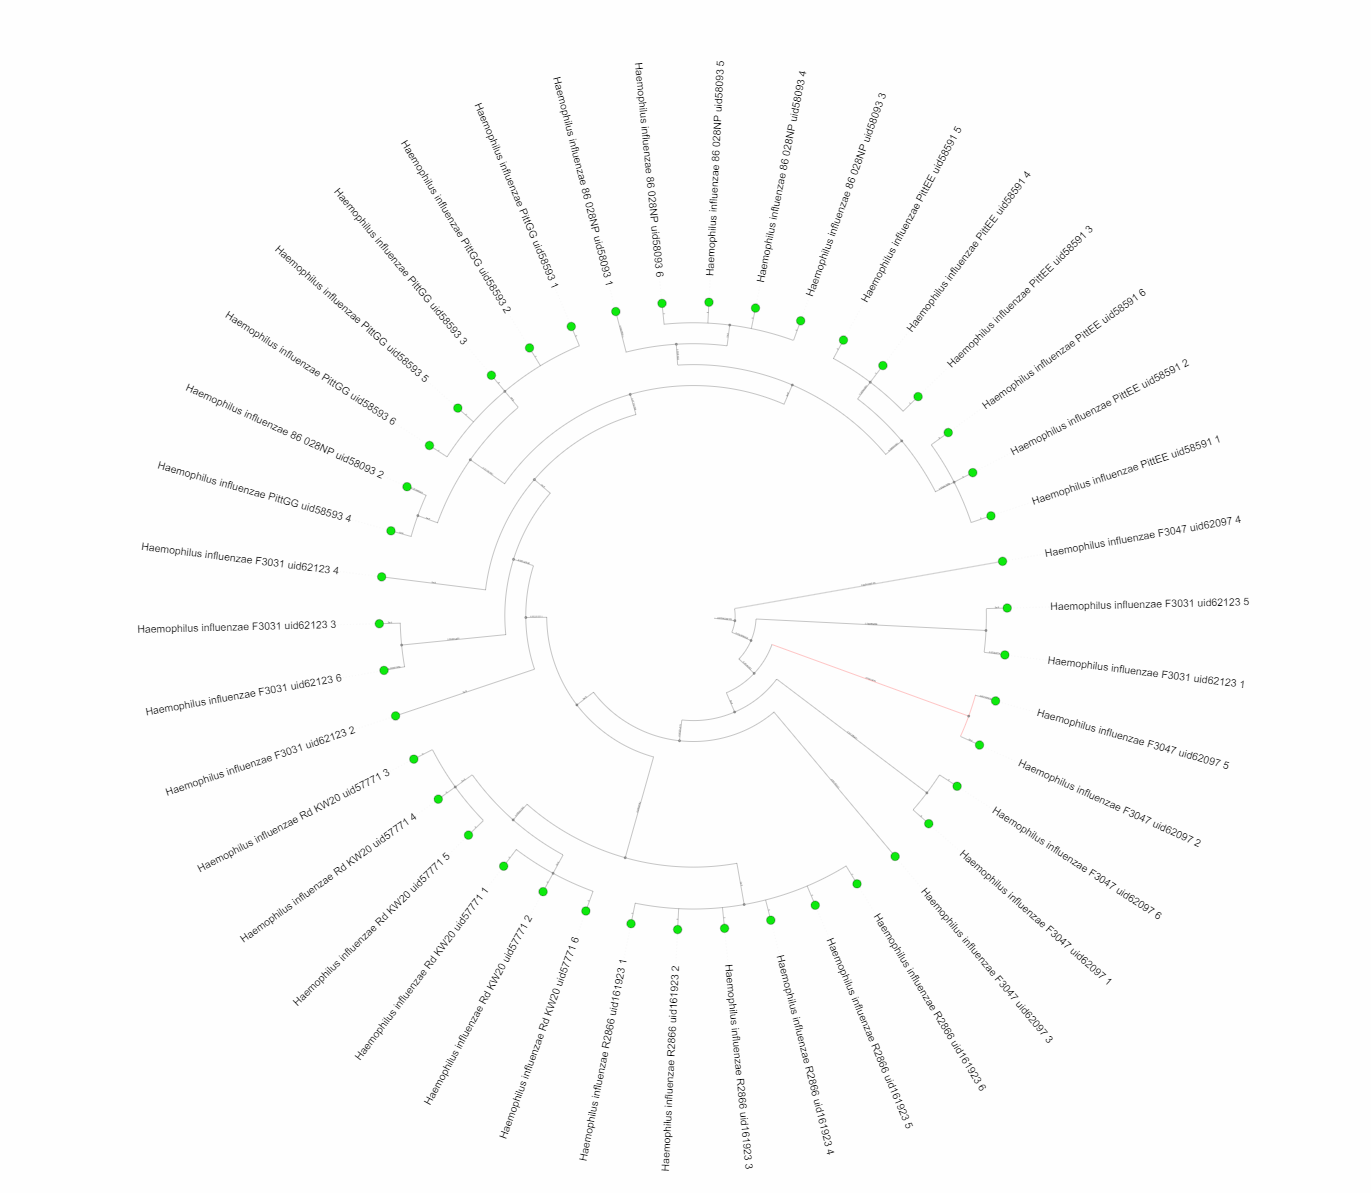 Haemophilus influenzae 86 028NP uid58093 6
Haemophilus influenzae 86 028NP uid58093 5
Haemophilus influenzae 86 028NP uid58093 4
Haemophilus influenzae 86 028NP uid58093 3
Haemophilus influenzae PittEE uid58591 5
Haemophilus influenzae PittEE uid58591 4
Haemophilus influenzae PittEE uid58591 3
Haemophilus influenzae PittEE uid58591 6
Haemophilus influenzae PittEE uid58591 2
Haemophilus influenzae PittEE uid58591 1
Haemophilus influenzae F3047 uid62097 4
Haemophilus influenzae F3031 uid62123 5
Haemophilus influenzae F3031 uid62123 1
Haemophilus influenzae F3047 uid62097 5
Haemophilus influenzae F3047 uid62097 2
Haemophilus influenzae F3047 uid62097 6
Haemophilus influenzae F3047 uid62097 1
Haemophilus influenzae F3047 uid62097 3
Haemophilus influenzae R2866 uid161923 6
Haemophilus influenzae R2866 uid161923 5
Haemophilus influenzae R2866 uid161923 4
Haemophilus influenzae R2866 uid161923 3
Haemophilus influenzae R2866 uid161923 2
Haemophilus influenzae R2866 uid161923 1
Haemophilus influenzae Rd KW20 uid57771 6
Haemophilus influenzae Rd KW20 uid57771 2
Haemophilus influenzae Rd KW20 uid57771 1
Haemophilus influenzae Rd KW20 uid57771 5
Haemophilus influenzae Rd KW20 uid57771 4
Haemophilus influenzae Rd KW20 uid57771 3
Haemophilus influenzae F3031 uid62123 2
Haemophilus influenzae F3031 uid62123 6
Haemophilus influenzae F3031 uid62123 3
Haemophilus influenzae F3031 uid62123 4
Haemophilus influenzae PittGG uid58593 4
Haemophilus influenzae 86 028NP uid58093 2
Haemophilus influenzae PittGG uid58593 6
Haemophilus influenzae PittGG uid58593 5
Haemophilus influenzae PittGG uid58593 3
Haemophilus influenzae PittGG uid58593 2
Haemophilus influenzae PittGG uid58593 1
Haemophilus influenzae 86 028NP uid58093 1